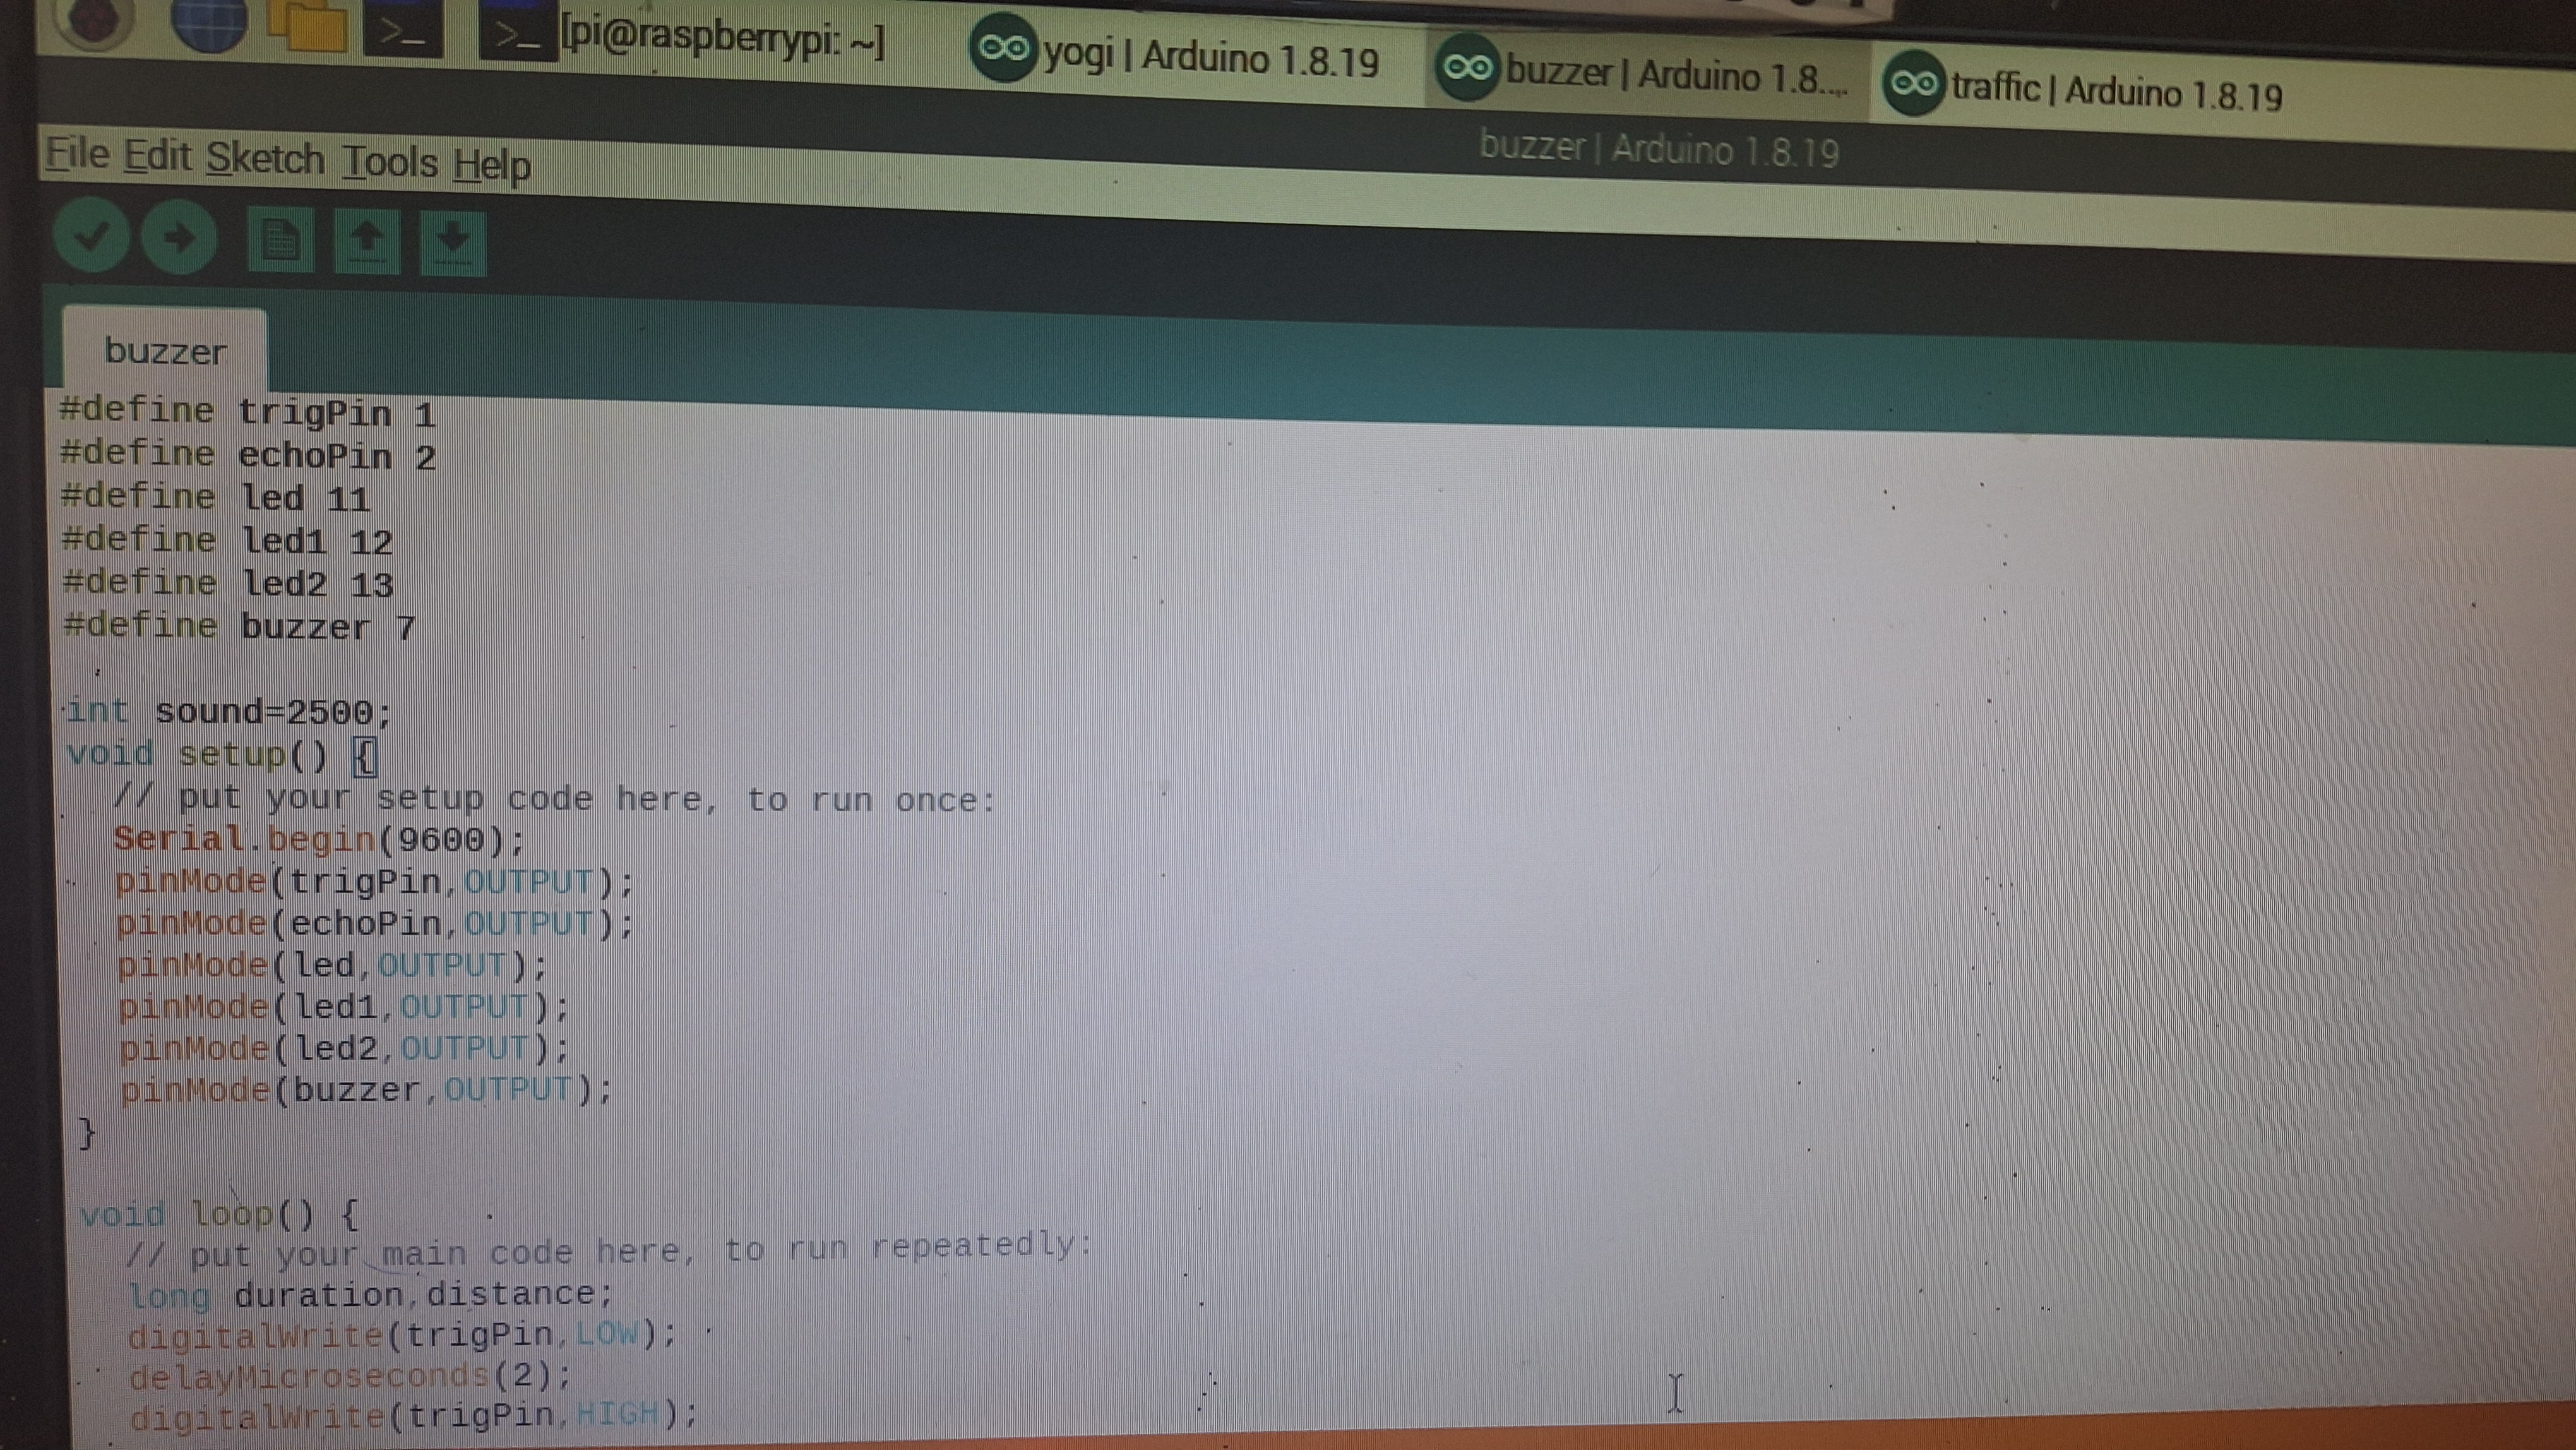 [pi@raspberrypi: ~] yogi | Arduino 1.8.19 buzzer | Arduino 1.8.... traffic | Arduino 1.8.19
buzzer | Arduino 1.8.19
File Edit Sketch Tools Help
buzzer
#define trigPin 1
#define echoPin 2
#define led 11
#define led1 12
#define led2 13
#define buzzer 7
int sound=2500;
void setup() {
// put your setup code here, to run once:
Serial.begin(9600);
pinMode(trigPin,OUTPUT);
pinMode(echoPin,OUTPUT);
pinMode(led,OUTPUT);
pinMode(led1,OUTPUT);
pinMode(led2,OUTPUT);
pinMode(buzzer,OUTPUT);
}
void loop() {
// put your main code here, to run repeatedly:
long duration,distance;
digitalWrite(trigPin,LOW);
delayMicroseconds(2);
digitalWrite(trigPin,HIGH);